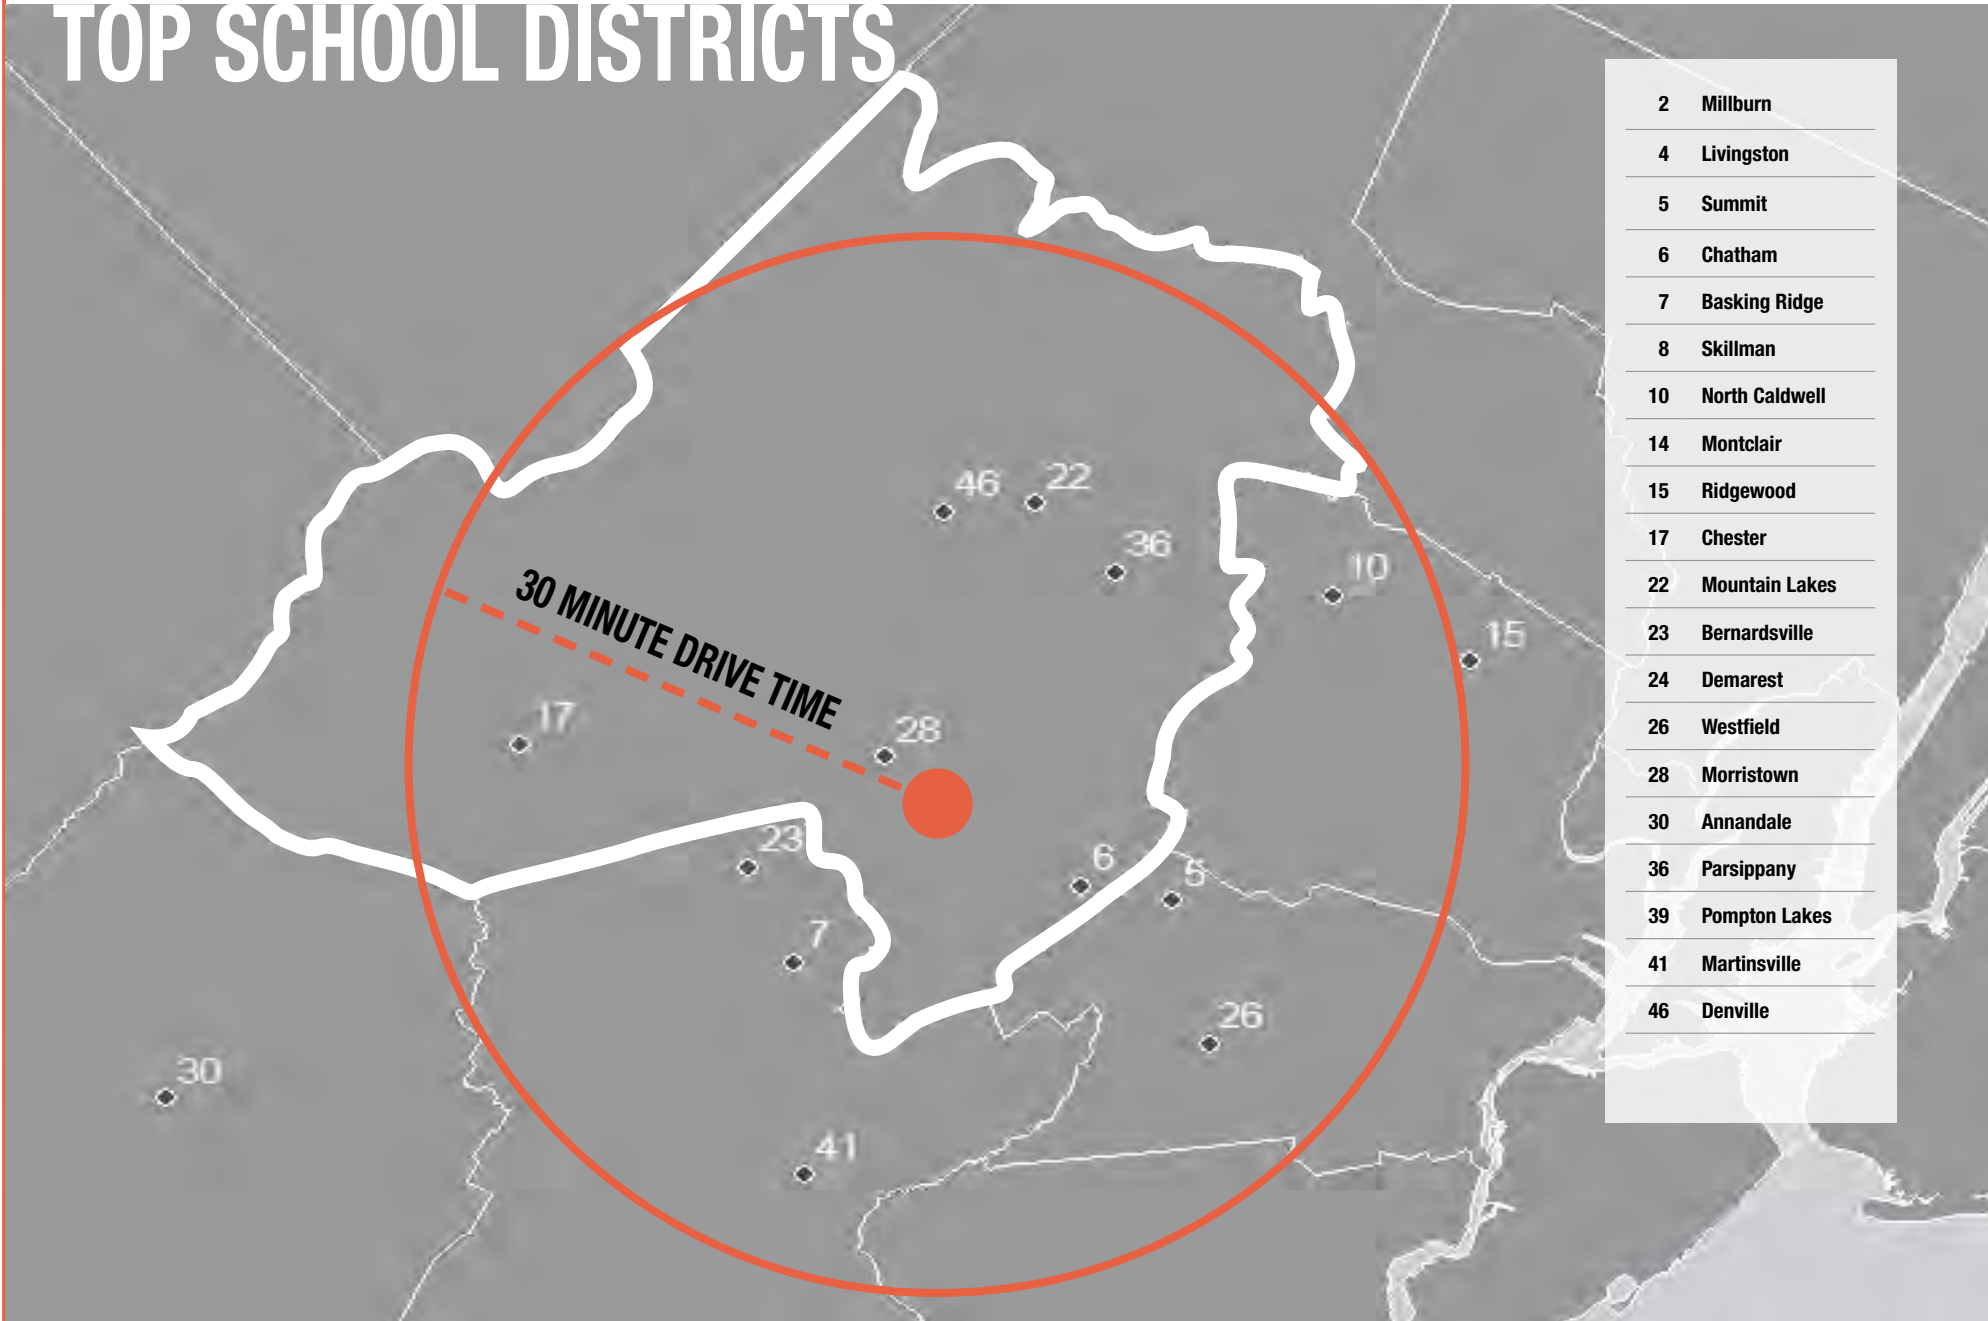 TOP SCHOOL DISTRICTS
2 Millburn
4 Livingston
5 Summit
6 Chatham
7 Basking Ridge
8 Skillman
10 North Caldwell
14 Montclair
15 Ridgewood
17 Chester
22 Mountain Lakes
23 Bernardsville
24 Demarest
26 Westfield
28 Morristown
30 Annandale
36 Parsippany
39 Pompton Lakes
41 Martinsville
46 Denville
46
22
36
10
15
30 MINUTE DRIVE TIME
17
28
23
6
5
7
26
30
41